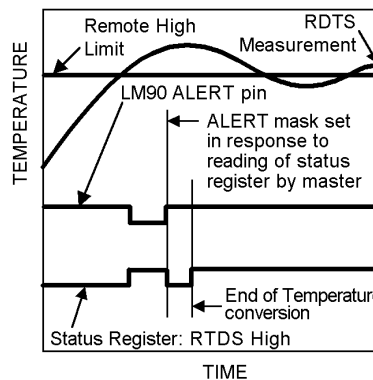 Remote High
Limit
RDTS
Measurement
LM90 ALERT pin
ALERT mask set
in response to
reading of status
register by master
TEMPERATURE
End of Temperature
conversion
Status Register: RTDS High
TIME